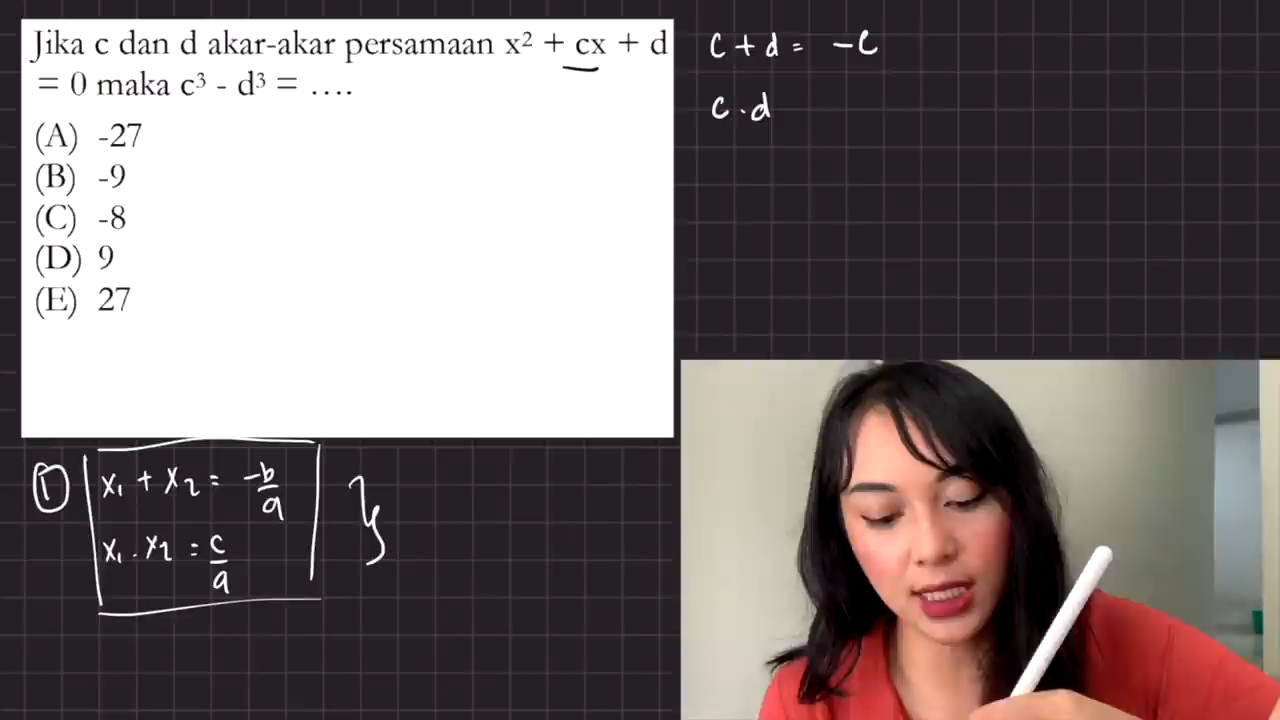 Jika c dan d akar-akar persamaan x² + cx + d
= 0 maka c³ - d³ = ....
(A) -27
(B) -9
(C) -8
(D) 9
(E) 27
c + d = -c
c . d
① x₁ + x₂ = -b/a
x₁ . x₂ = c/a